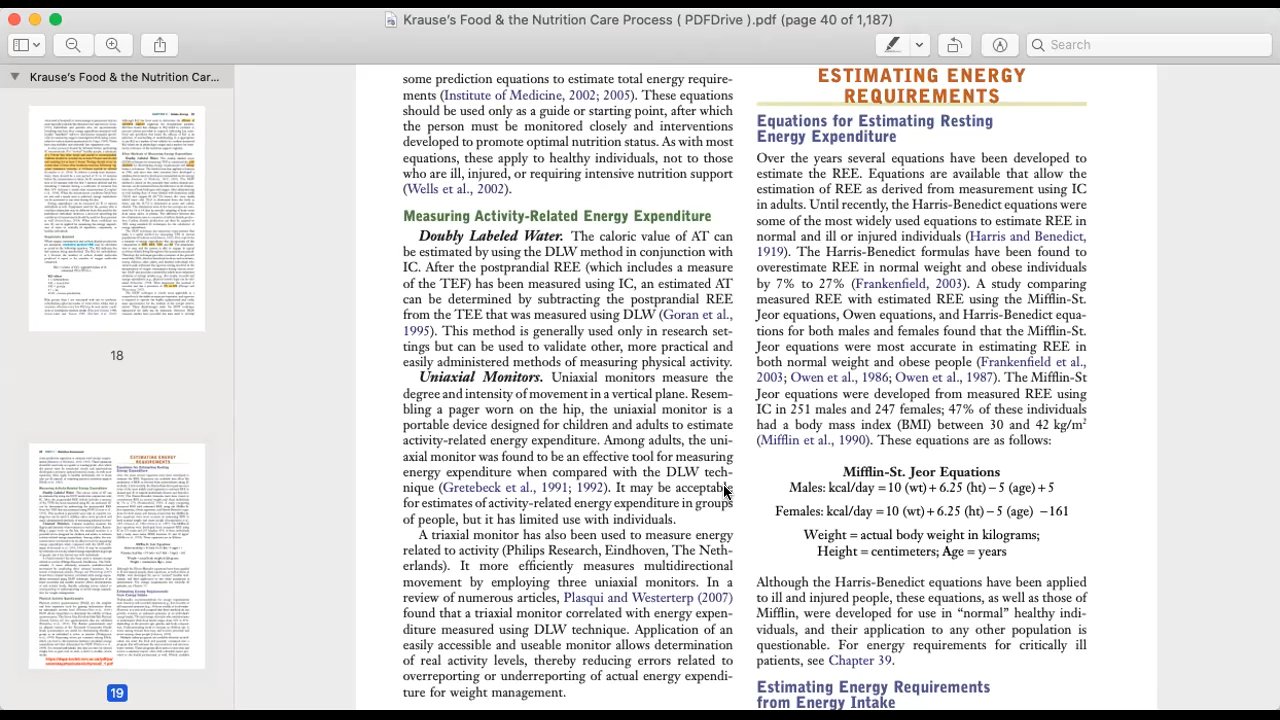 Krause's Food & the Nutrition Care Process ( PDFDrive ).pdf (page 40 of 1,187)
Search
Krause's Food & the Nutrition Car...
18
19
some prediction equations to estimate total energy require-
ments (Institute of Medicine, 2002; 2005). These equations
should be used only as a guide or starting point, after which
the person must be monitored closely and interventions
developed to match nutrition status. As with most
equations, these apply to healthy individuals, not to those
who are ill, injured, or requiring intensive nutrition support
(Wells et al., 2002).
Measuring Activity-Related Energy Expenditure
Doubly Labeled Water. The caloric value of AT can
be estimated by using the DLW method in conjunction with
IC. Once the postprandial REE (which includes a measure
of TEF) has been measured using IC, an estimated AT
can be determined by subtracting the postprandial REE
from the TEE that was measured using DLW (Goran et al.,
1995). This method is generally used only in research set-
tings but can be used to validate other, more practical and
easily administered methods of measuring physical activity.
Uniaxial Monitors. Uniaxial monitors measure the
degree and intensity of movement in a vertical plane. Resem-
bling a pager worn on the hip, the uniaxial monitor is a
portable device designed for children and adults to estimate
activity-related energy expenditure. Among adults, the uni-
axial monitor was found to be an effective tool for measuring
energy expenditure compared with the DLW tech-
nique (Gretebeck et al., 1991, 1992). It may be acceptable
for measuring activity-related energy expenditure in groups
of people, but it has limitations with individuals.
A triaxial monitor has also been used to measure energy
related to activity (Philips Research, Eindhoven, The Neth-
erlands). It more efficiently measures multidirectional
movement by employing three uniaxial monitors. In a
review of numerous articles, Plasqui and Westerterp (2007)
found that a triaxial monitor correlated with energy expen-
diture measured using DLW technique. Application of an
easily accessible and useable monitor allows determination
of real activity levels, thereby reducing errors related to
overreporting or underreporting of actual energy expendi-
ture for weight management.
ESTIMATING ENERGY
REQUIREMENTS
Equations for Estimating Resting
Energy Expenditure
Over the years several equations have been developed to
estimate the REE. Equations are available that allow the
estimation of REE as derived from measurement using IC
in adults. Until recently, the Harris-Benedict equations were
some of the most widely used equations to estimate REE in
normal and ill or injured individuals (Harris and Benedict,
1919). The Harris-Benedict formulas have been found to
overestimate REE in normal weight and obese individuals
by 7% to 27% (Frankenfield, 2003). A study comparing
measured REE with estimated REE using the Mifflin-St.
Jeor equations, Owen equations, and Harris-Benedict equa-
tions for both males and females found that the Mifflin-St.
Jeor equations were most accurate in estimating REE in
both normal weight and obese people (Frankenfield et al.,
2003; Owen et al., 1986; Owen et al., 1987). The Mifflin-St
Jeor equations were developed from measured REE using
IC in 251 males and 247 females; 47% of these individuals
had a body mass index (BMI) between 30 and 42 kg/m²
(Mifflin et al., 1990). These equations are as follows:
Mifflin-St. Jeor Equations
Males: kcal/day = 10 (wt) + 6.25 (ht) − 5 (age) + 5
Females: kcal/day = 10 (wt) + 6.25 (ht) − 5 (age) −161
Weight = actual body weight in kilograms;
Height = centimeters; Age = years
Although the Harris-Benedict equations have been applied
to ill and injured people, these equations, and those of
Mifflin, were developed for use in "nature" healthy indi-
viduals, and their application to any other population is
questionable. For energy requirements for critically ill
patients, see Chapter 39.
Estimating Energy Requirements
from Energy Intake